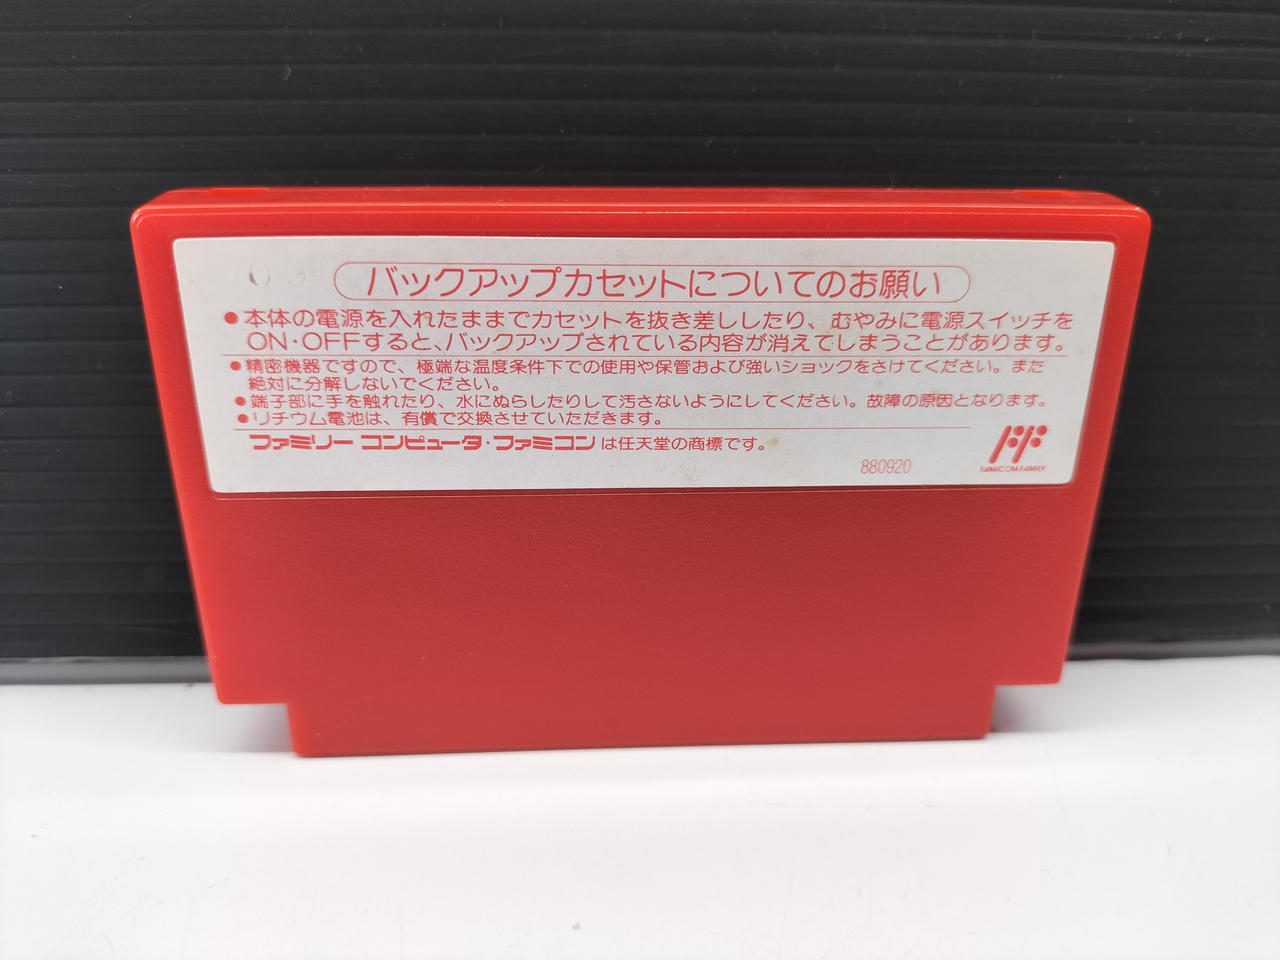 バックアップカセットについてのお願い
●本体の電源を入れたままでカセットを抜き差ししたり、むやみに電源スイッチを
ON・OFFすると、バックアップされている内容が消えてしまうことがあります。
●精密機器ですので、極端な温度条件下での使用や保管および強いショックをさけてください。また
絶対に分解しないでください。
●端子部に手を触れたり、水にぬらしたりして汚さないようにしてください。故障の原因となります。
●リチウム電池は、有償で交換させていただきます。
ファミリーコンピュータ・ファミコンは任天堂の商標です。
880920
FAMICOM FAMILY